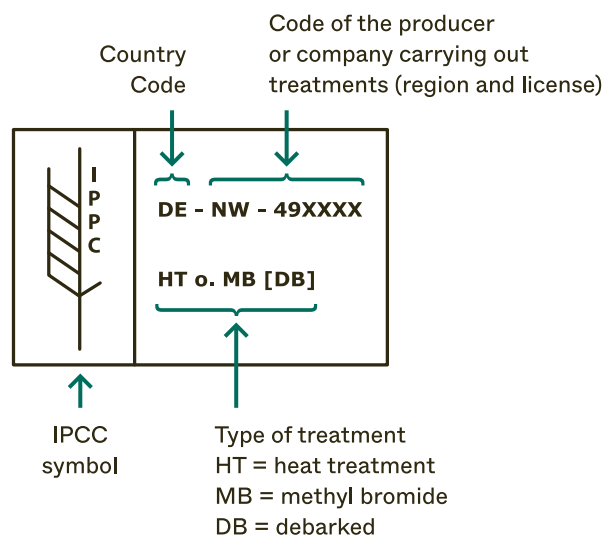 Country
Code
Code of the producer
or company carrying out
treatments (region and license)
I
P
P
C
DE - NW - 49XXXX
HT o. MB [DB]
IPCC
symbol
Type of treatment
HT = heat treatment
MB = methyl bromide
DB = debarked